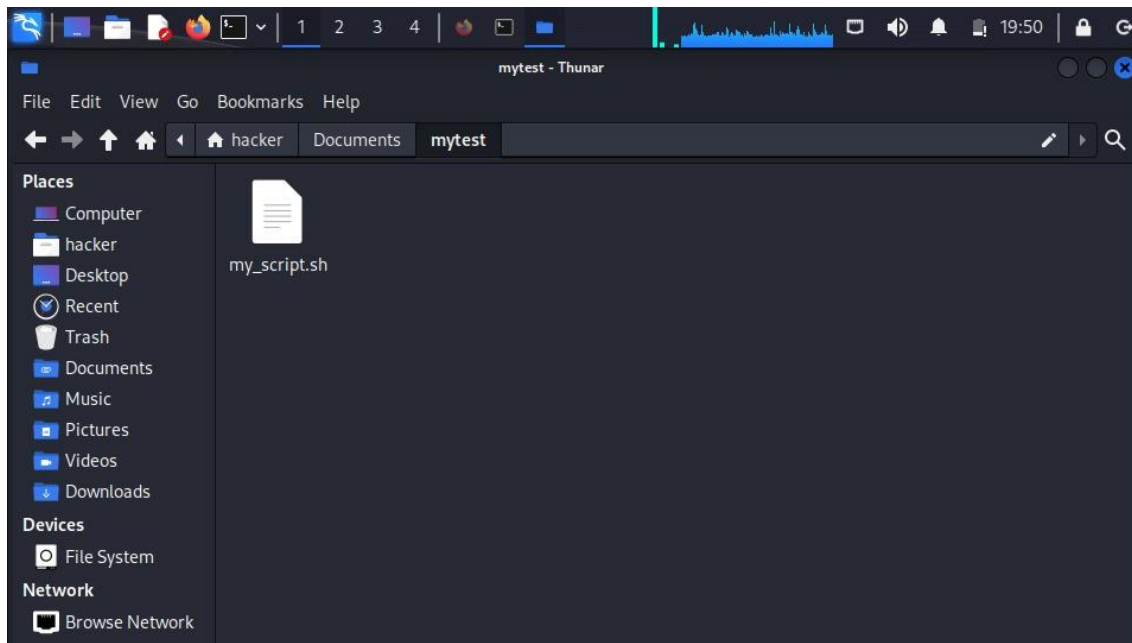 1 2 3 4 19:50
mytest - Thunar
File Edit View Go Bookmarks Help
hacker Documents mytest
Places
Computer
hacker
Desktop
Recent
Trash
Documents
Music
Pictures
Videos
Downloads
Devices
File System
Network
Browse Network
my_script.sh